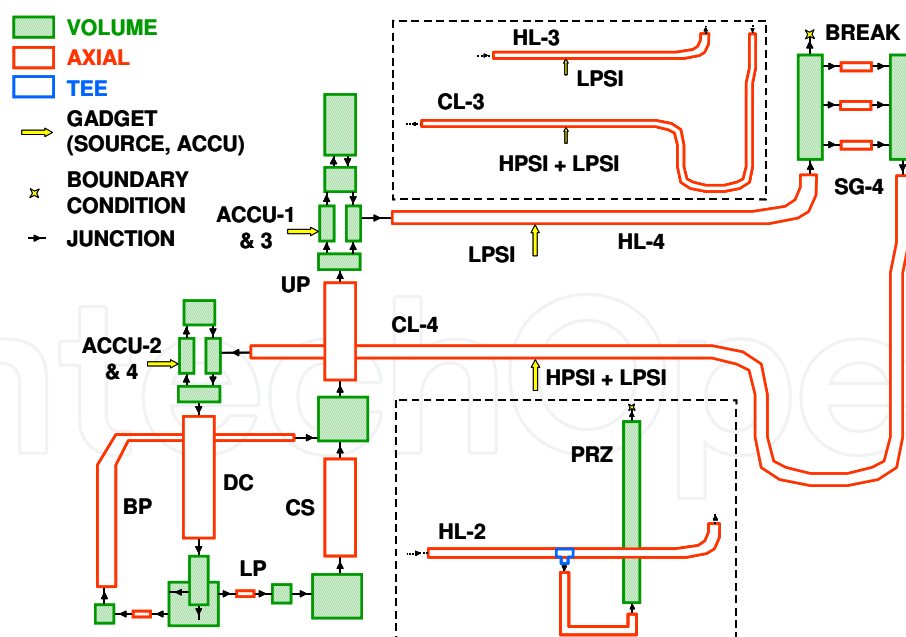 VOLUME
AXIAL
TEE
GADGET
(SOURCE, ACCU)
BOUNDARY
CONDITION
JUNCTION
HL-3
LPSI
CL-3
HPSI + LPSI
BREAK
SG-4
ACCU-1
& 3
LPSI
HL-4
UP
CL-4
ACCU-2
& 4
HPSI + LPSI
PRZ
DC
BP
CS
HL-2
LP